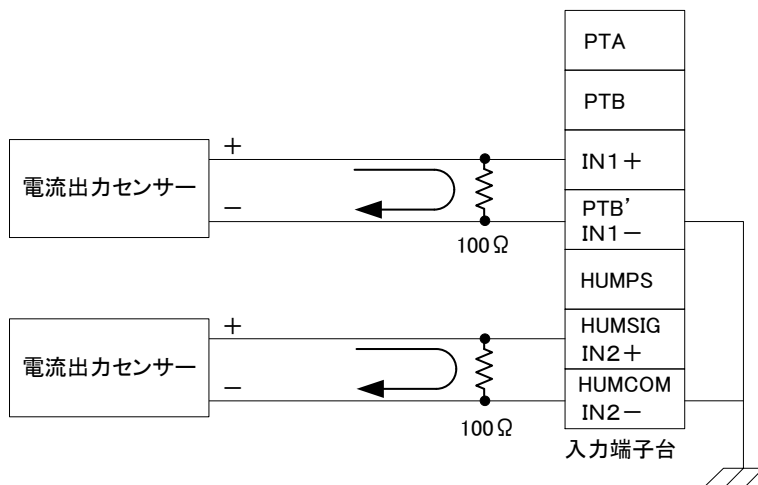 PTA
PTB
IN1+
PTB'
IN1-
HUMPS
HUMSIG
IN2+
HUMCOM
IN2-
入力端子台
電流出力センサー
+
-
100Ω
電流出力センサー
+
-
100Ω